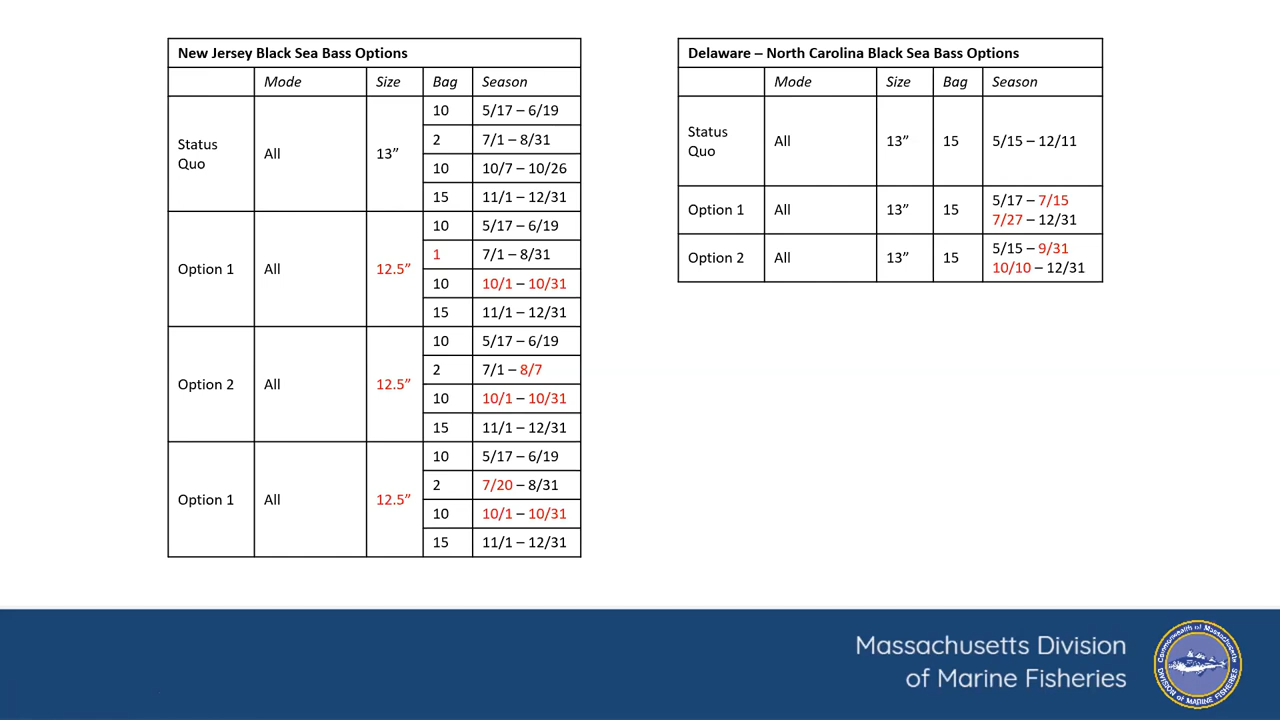 New Jersey Black Sea Bass Options
Mode Size Bag Season
Status Quo All 13” 10 5/17 – 6/19
2 7/1 – 8/31
10 10/7 – 10/26
15 11/1 – 12/31
Option 1 All 12.5” 10 5/17 – 6/19
1 7/1 – 8/31
10 10/1 – 10/31
15 11/1 – 12/31
Option 2 All 12.5” 10 5/17 – 6/19
2 7/1 – 8/7
10 10/1 – 10/31
15 11/1 – 12/31
Option 1 All 12.5” 10 5/17 – 6/19
2 7/20 – 8/31
10 10/1 – 10/31
15 11/1 – 12/31
Delaware – North Carolina Black Sea Bass Options
Mode Size Bag Season
Status Quo All 13” 15 5/15 – 12/11
Option 1 All 13” 15 5/17 – 7/15
7/27 – 12/31
Option 2 All 13” 15 5/15 – 9/31
10/10 – 12/31
Massachusetts Division
of Marine Fisheries
Commonwealth of Massachusetts
DIVISION of MARINE FISHERIES